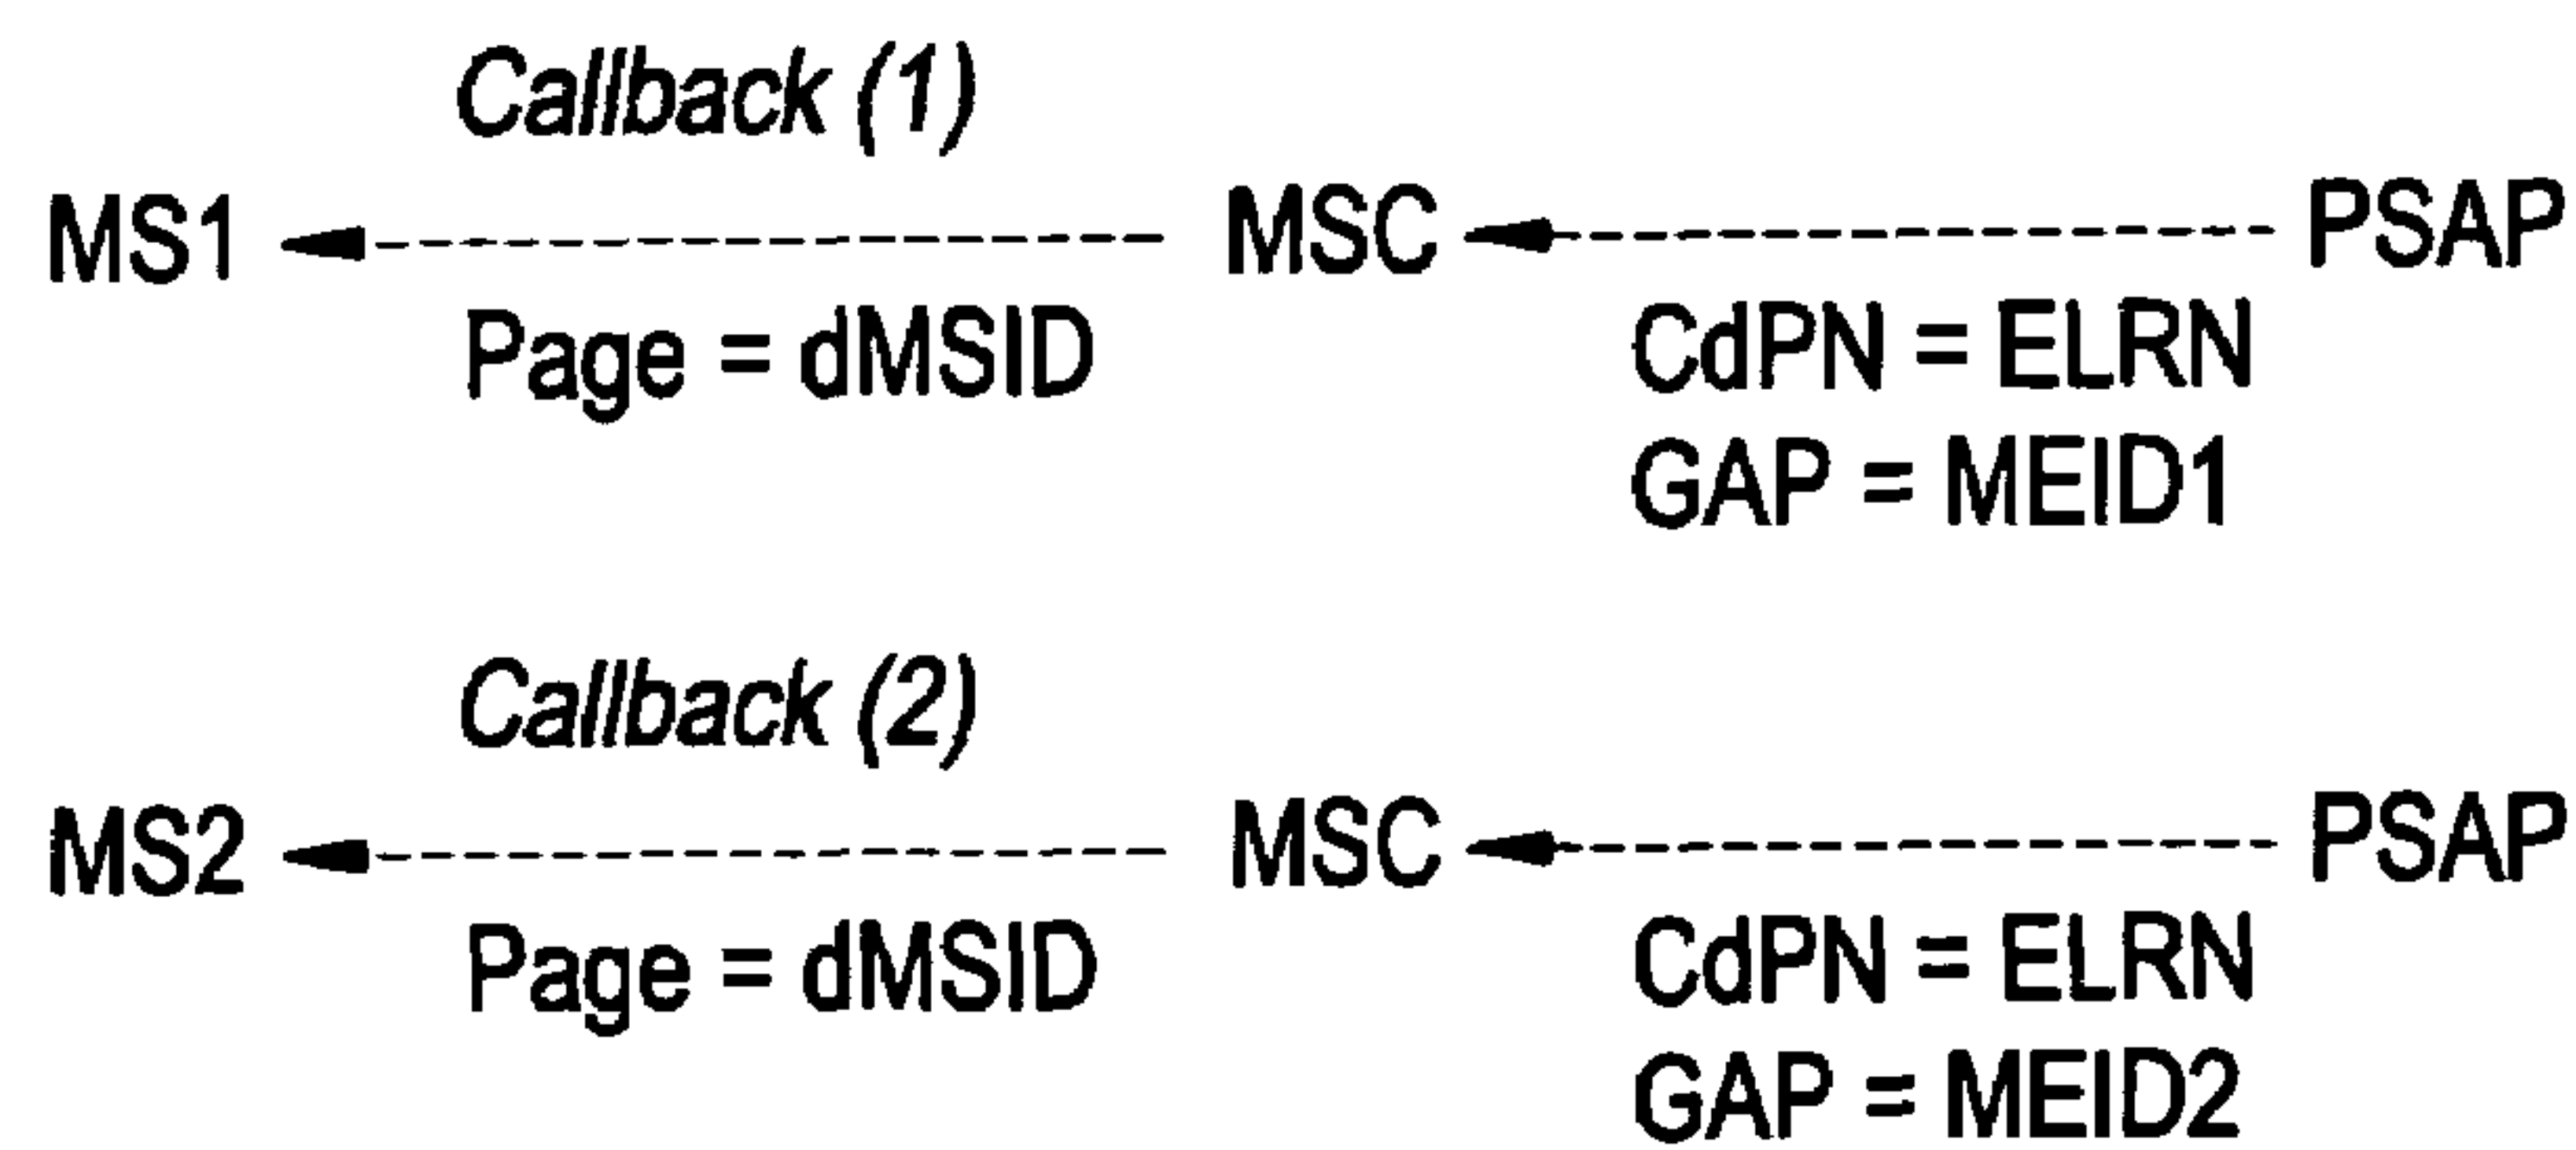 Callback (1)
MS1 MSC PSAP
Page = dMSID CdPN = ELRN
GAP = MEID1
Callback (2)
MS2 MSC PSAP
Page = dMSID CdPN = ELRN
GAP = MEID2